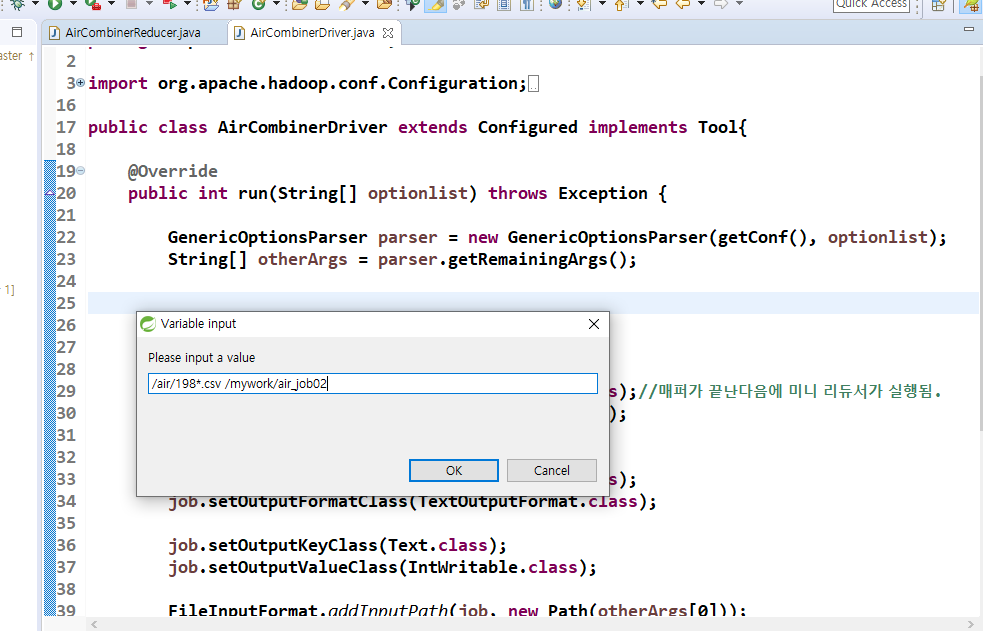 Quick Access
AirCombinerReducer.java
AirCombinerDriver.java
aster ↑
2
3 import org.apache.hadoop.conf.Configuration;
16
17 public class AirCombinerDriver extends Configured implements Tool{
18
19 @Override
20 public int run(String[] optionlist) throws Exception {
21
22 GenericOptionsParser parser = new GenericOptionsParser(getConf(), optionlist);
23 String[] otherArgs = parser.getRemainingArgs();
24
1]
25
26
Variable input
27
Please input a value
28
/air/198*.csv /mywork/air_job02
29 s);//매퍼가 끝난다음에 미니 리듀서가 실행됨.
30 );
31
32
OK Cancel
33 s);
34 job.setOutputFormatClass(TextOutputFormat.class);
35
36 job.setOutputKeyClass(Text.class);
37 job.setOutputValueClass(IntWritable.class);
38
39 FileInputFormat.addInputPath(job, new Path(otherArgs[0]));